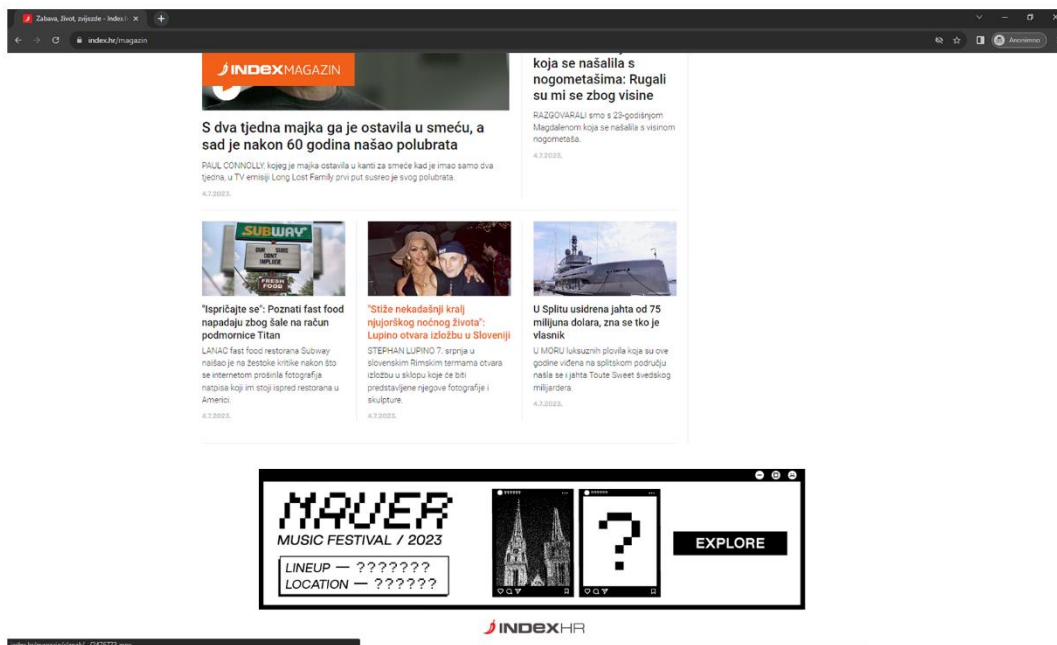 Zabava, život, zvijezde - Index.h
index.hr/magazin
Anonimno
INDEXMAGAZIN
S dva tjedna majka ga je ostavila u smeću, a
sad je nakon 60 godina našao polubrata
PAUL CONNOLLY, kojeg je majka ostavila u kanti za smeće kad je imao samo dva
tjedna, u TV emisiji Long Lost Family prvi put susreo je svog polubrata.
4.7.2023.
koja se našalila s
nogometašima: Rugali
su mi se zbog visine
RAZGOVARALI smo s 23-godišnjom
Magdalenom koja se našalila s visinom
nogometaša.
4.7.2023.
SUBWAY
OUR SUBS
DONT
IMPLODE
FRESH
FOOD
"Ispričajte se": Poznati fast food
napadaju zbog šale na račun
podmornice Titan
LANAC fast food restorana Subway
naišao je na žestoke kritike nakon što
se internetom proširila fotografija
natpisa koji im stoji ispred restorana u
Americi.
4.7.2023.
"Stiže nekadašnji kralj
njujorškog noćnog života":
Lupino otvara izložbu u Sloveniji
STEPHAN LUPINO 7. srpnja u
slovenskim Rimskim termama otvara
izložbu u sklopu koje će biti
predstavljene njegove fotografije i
skulpture.
4.7.2023.
U Splitu usidrena jahta od 75
milijuna dolara, zna se tko je
vlasnik
U MORU luksuznih plovila koja su ove
godine viđena na splitskom području
našla se i jahta Toute Sweet švedskog
milijardera.
4.7.2023.
MAUER
MUSIC FESTIVAL / 2023
LINEUP — ???????
LOCATION — ??????
??????
??????
?
EXPLORE
INDEXHR